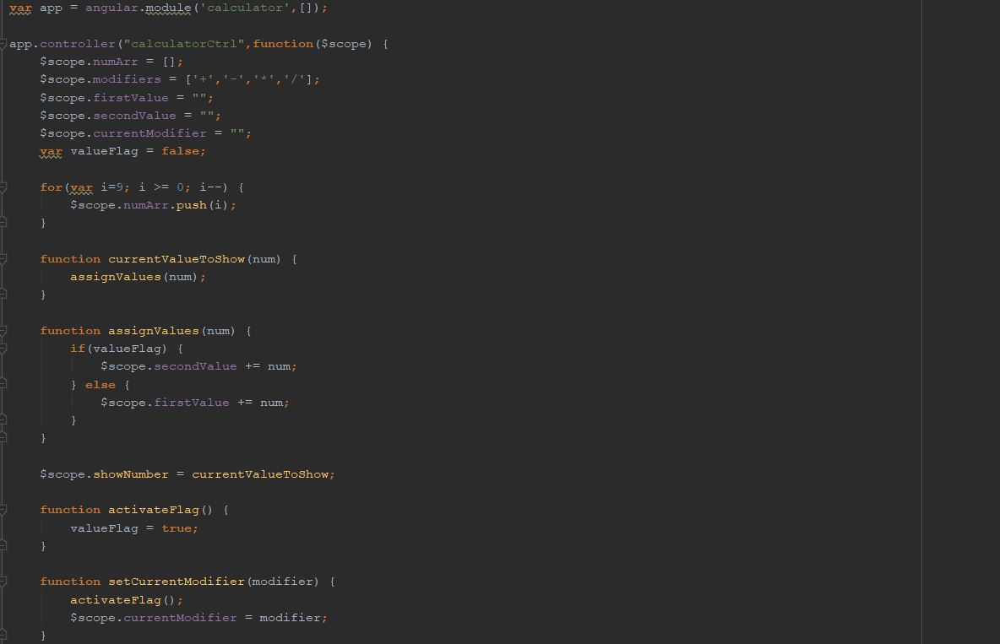 var app = angular.module('calculator',[]);
app.controller("calculatorCtrl",function($scope) {
$scope.numArr = [];
$scope.modifiers = ['+','-','*','/'];
$scope.firstValue = "";
$scope.secondValue = "";
$scope.currentModifier = "";
var valueFlag = false;
for(var i=9; i >= 0; i--) {
$scope.numArr.push(i);
}
function currentValueToShow(num) {
assignValues(num);
}
function assignValues(num) {
if(valueFlag) {
$scope.secondValue += num;
} else {
$scope.firstValue += num;
}
}
$scope.showNumber = currentValueToShow;
function activateFlag() {
valueFlag = true;
}
function setCurrentModifier(modifier) {
activateFlag();
$scope.currentModifier = modifier;
}